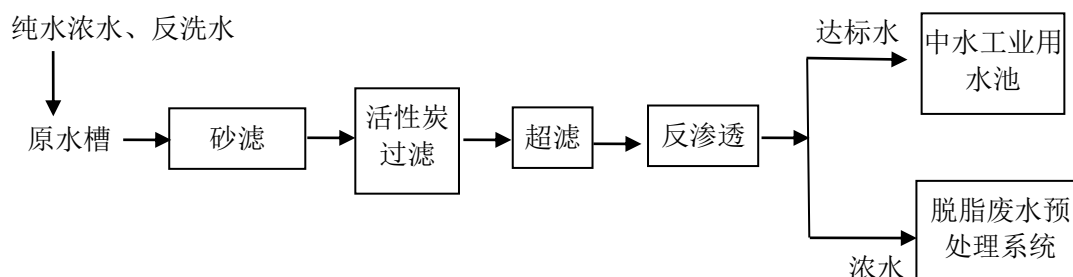 纯水浓水、反洗水
原水槽
砂滤
活性炭
过滤
超滤
反渗透
达标水
中水工业用
水池
浓水
脱脂废水预
处理系统